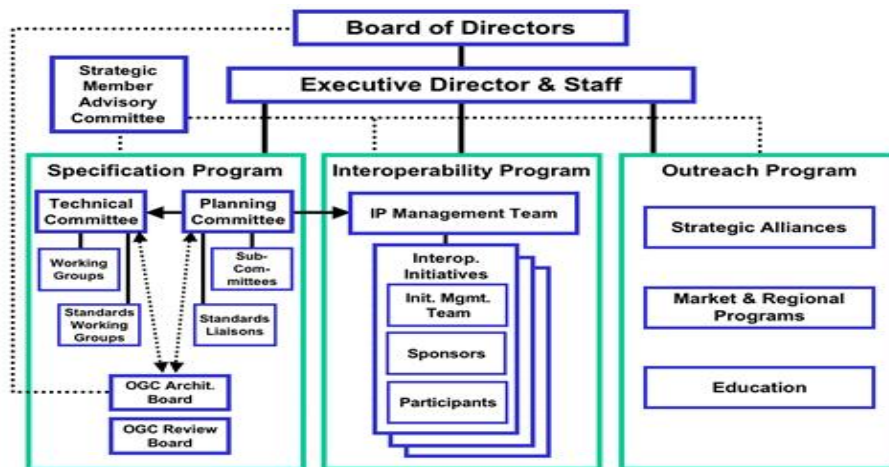 Board of Directors
Strategic
Member
Advisory
Committee
Executive Director & Staff
Specification Program
Technical
Committee
Planning
Committee
Working
Groups
Sub-
Com-
mittees
Standards
Working
Groups
Standards
Liaisons
OGC Archit.
Board
OGC Review
Board
Interoperability Program
IP Management Team
Interop.
Initiatives
Init. Mgmt.
Team
Sponsors
Participants
Outreach Program
Strategic Alliances
Market & Regional
Programs
Education